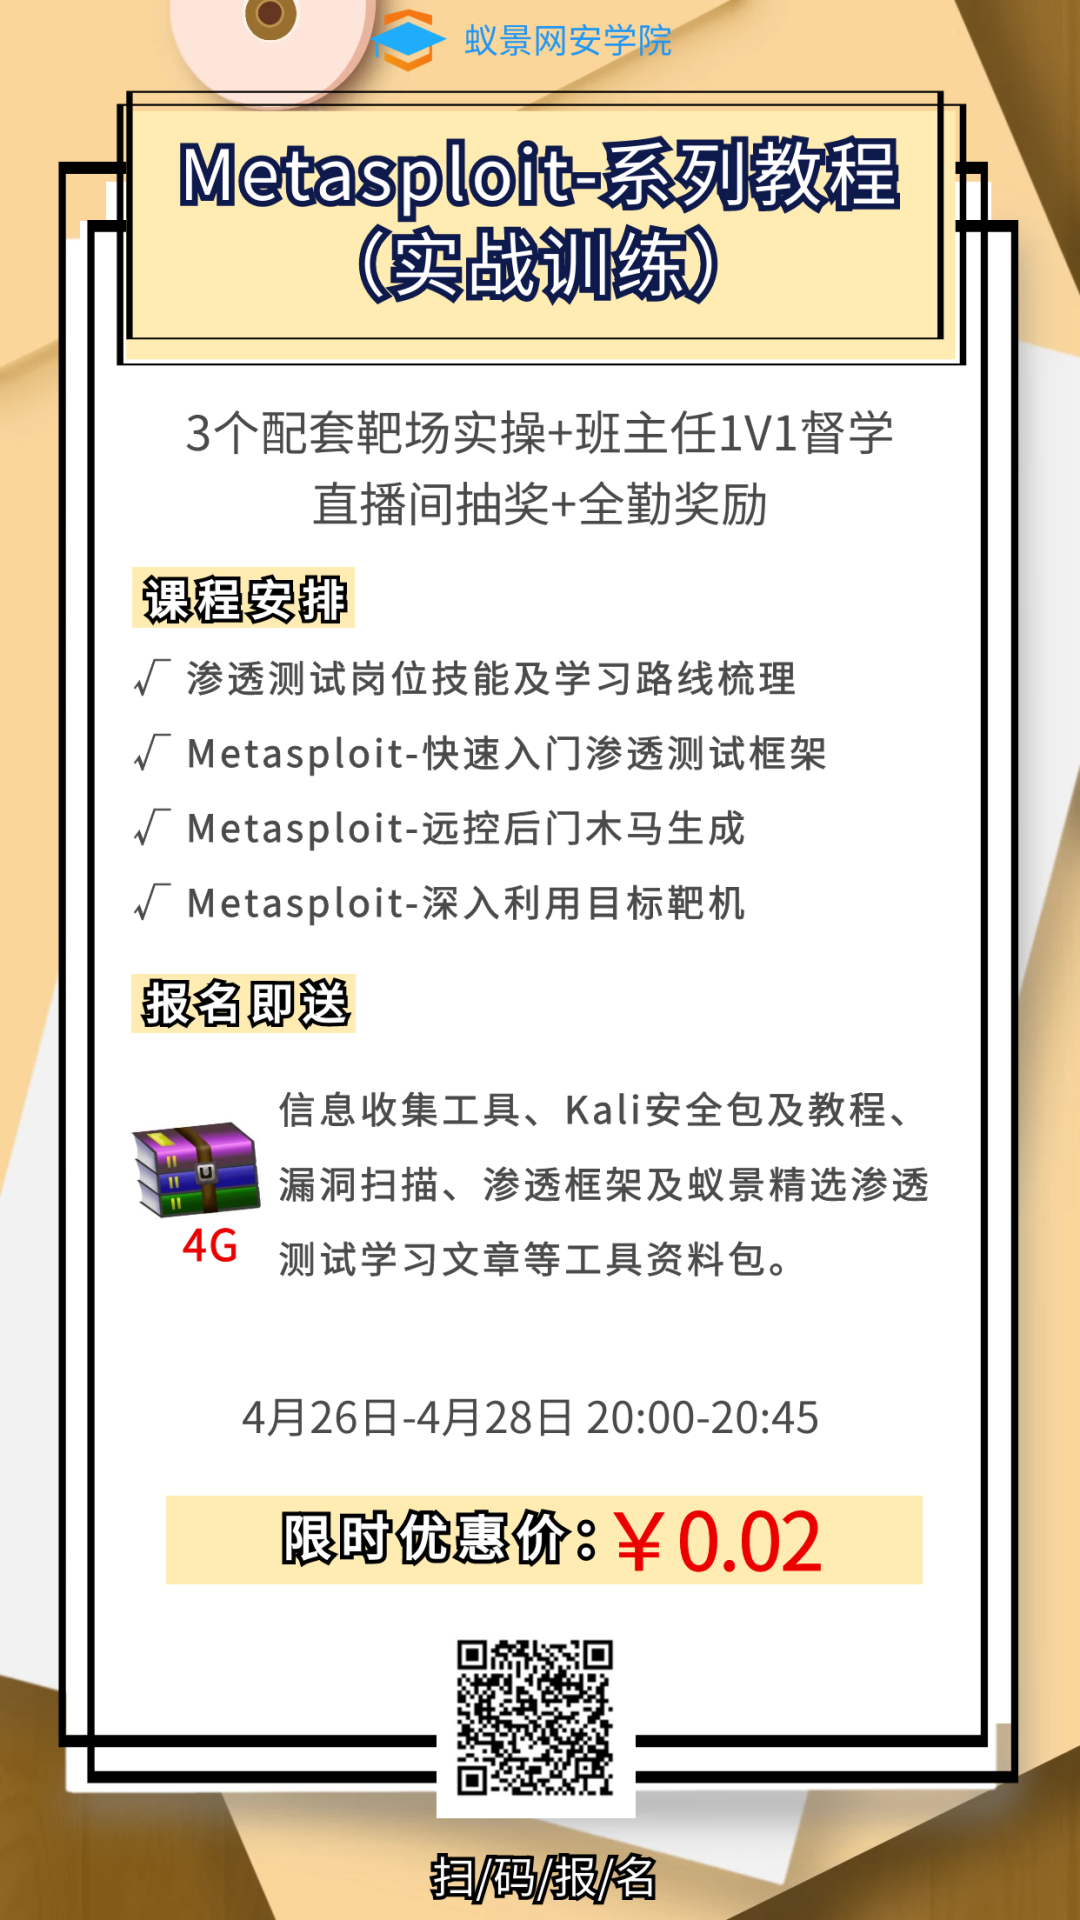 蚁景网安学院
Metasploit-系列教程
（实战训练）
3个配套靶场实操+班主任1V1督学
直播间抽奖+全勤奖励
课程安排
√ 渗透测试岗位技能及学习路线梳理
√ Metasploit-快速入门渗透测试框架
√ Metasploit-远控后门木马生成
√ Metasploit-深入利用目标靶机
报名即送
信息收集工具、Kali安全包及教程、
漏洞扫描、渗透框架及蚁景精选渗透
测试学习文章等工具资料包。
U
4G
4月26日-4月28日 20:00-20:45
限时优惠价：￥0.02
扫/码/报/名